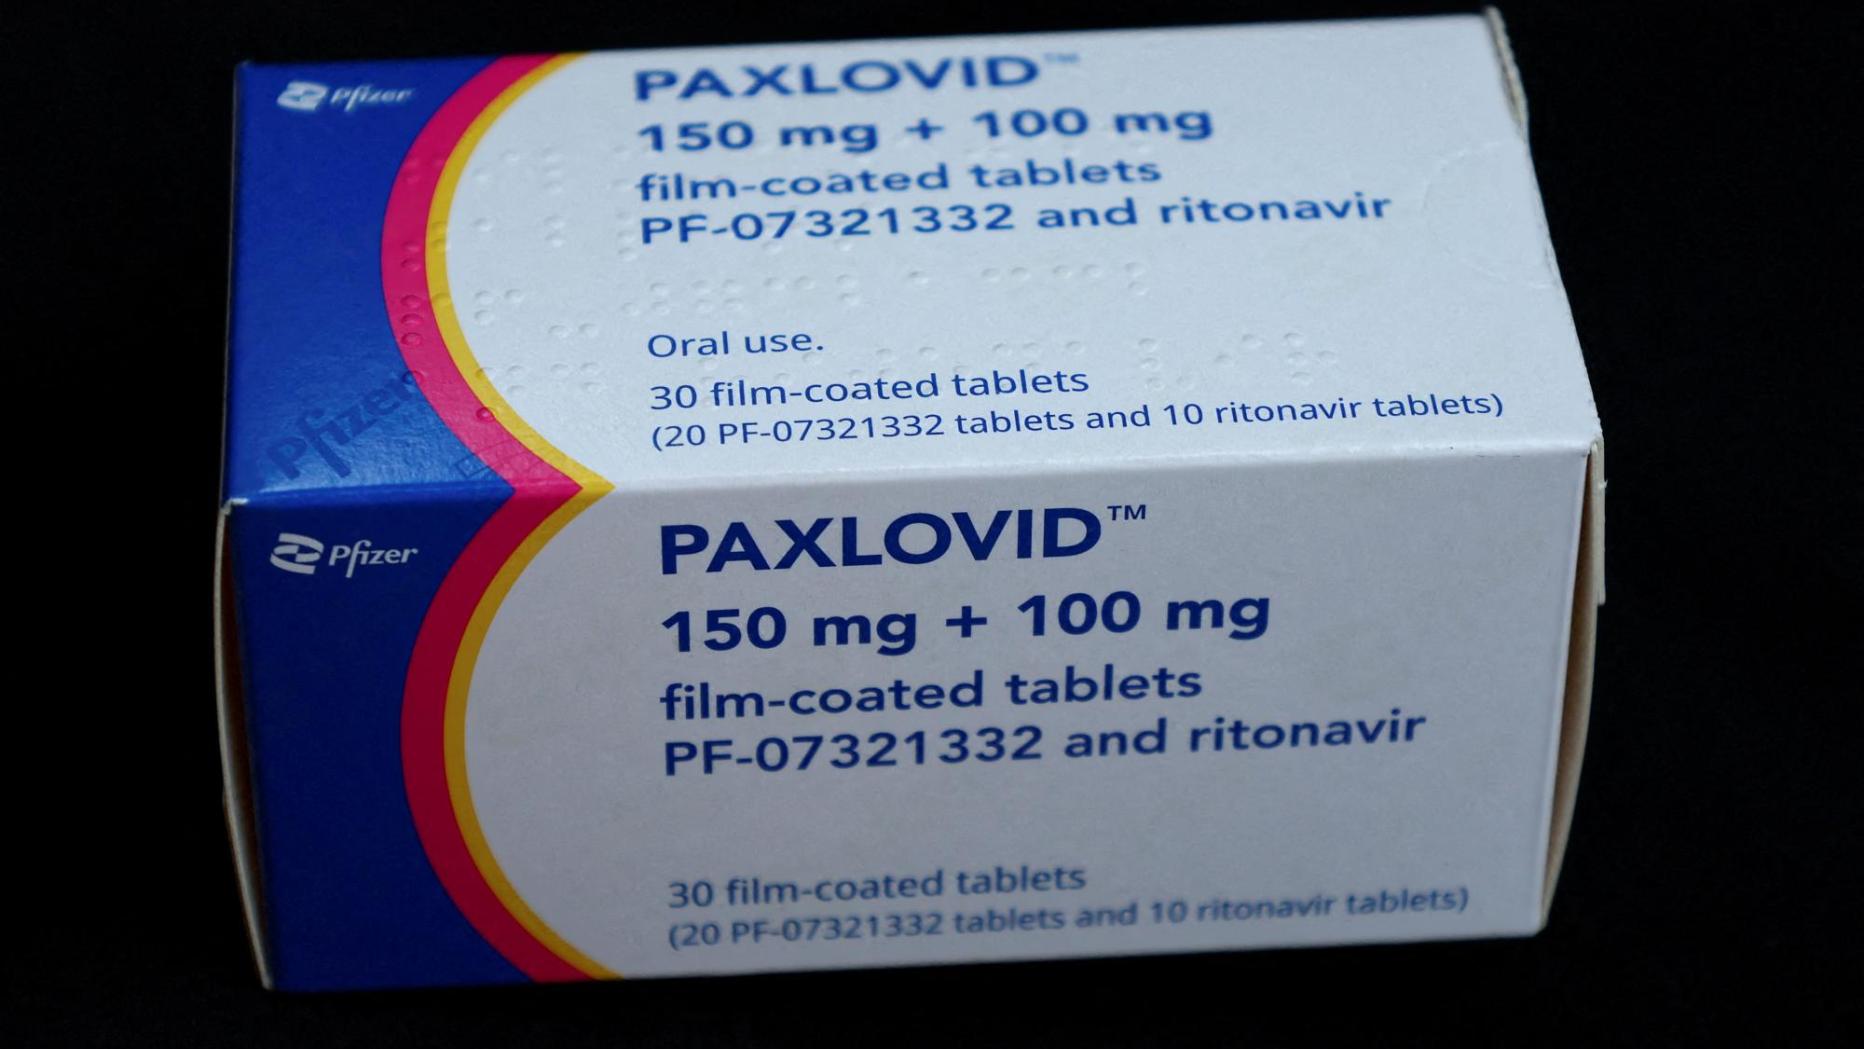 Pfizer
PAXLOVID™
150 mg + 100 mg
film-coated tablets
PF-07321332 and ritonavir
Oral use.
30 film-coated tablets
(20 PF-07321332 tablets and 10 ritonavir tablets)
Pfizer
Pfizer
PAXLOVID™
150 mg + 100 mg
film-coated tablets
PF-07321332 and ritonavir
30 film-coated tablets
(20 PF-07321332 tablets and 10 ritonavir tablets)